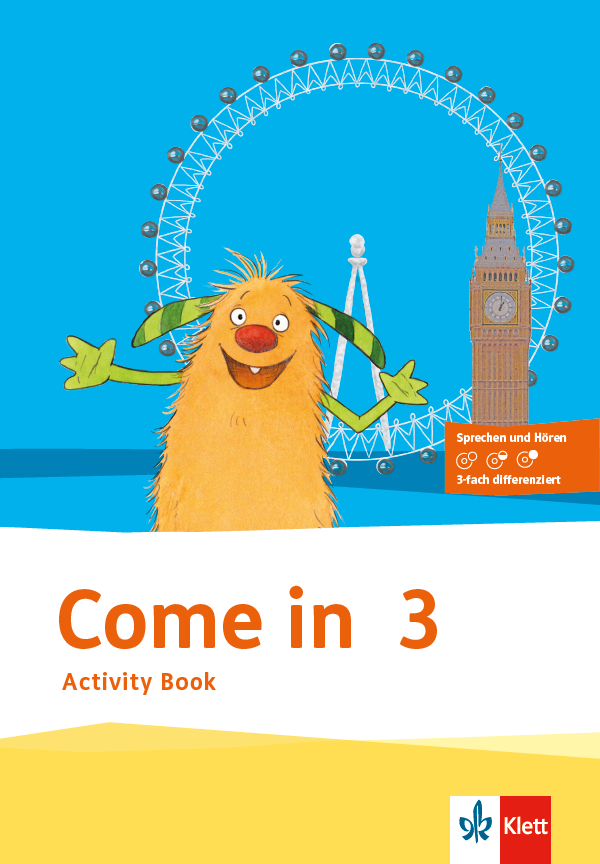 Sprechen und Hören
3-fach differenziert
Come in 3
Activity Book
Klett